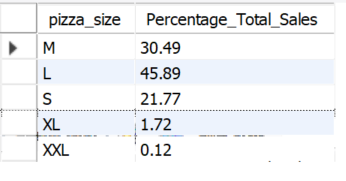 pizza_size Percentage_Total_Sales
M 30.49
L 45.89
S 21.77
XL 1.72
XXL 0.12